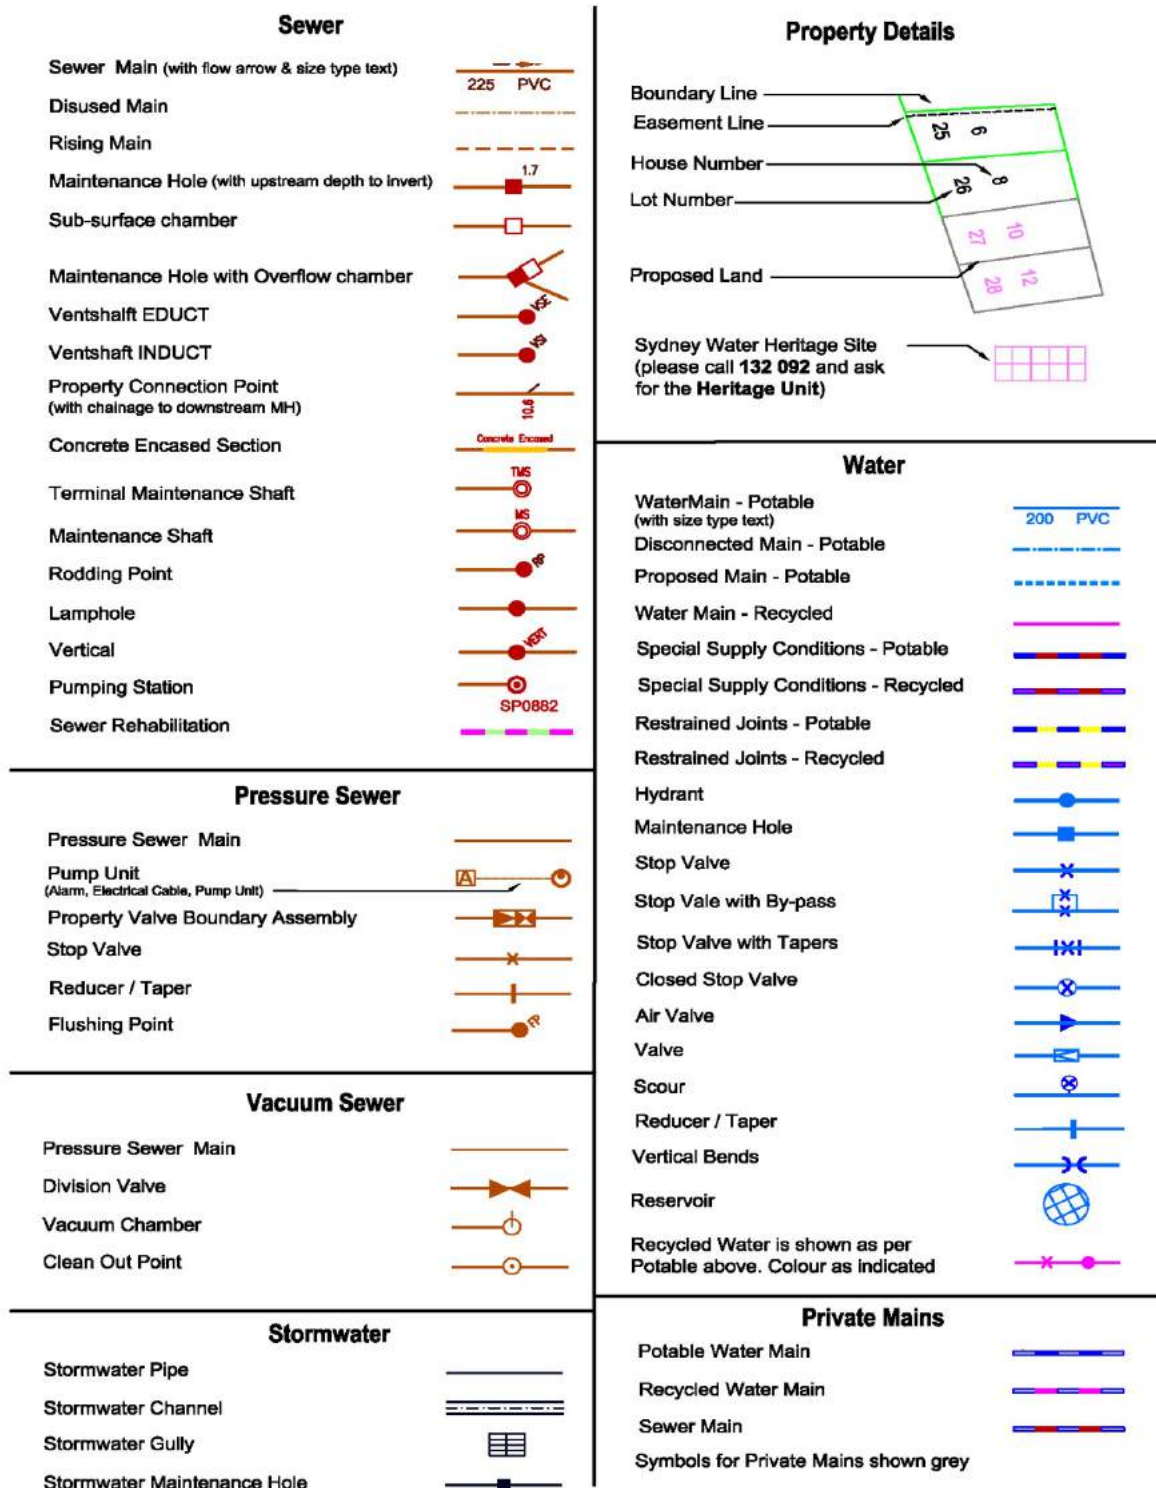 Sewer
Sewer Main (with flow arrow & size type text)
225 PVC
Disused Main
Rising Main
Maintenance Hole (with upstream depth to invert)
1.7
Sub-surface chamber
Maintenance Hole with Overflow chamber
Ventshalft EDUCT
VSE
Ventshaft INDUCT
VSI
Property Connection Point
(with chainage to downstream MH)
10.6
Concrete Encased Section
Concrete Encased
Terminal Maintenance Shaft
TMS
Maintenance Shaft
MS
Rodding Point
RP
Lamphole
Vertical
VERT
Pumping Station
SP0882
Sewer Rehabilitation
Pressure Sewer
Pressure Sewer Main
Pump Unit
(Alarm, Electrical Cable, Pump Unit)
A
Property Valve Boundary Assembly
Stop Valve
Reducer / Taper
Flushing Point
FP
Vacuum Sewer
Pressure Sewer Main
Division Valve
Vacuum Chamber
Clean Out Point
Stormwater
Stormwater Pipe
Stormwater Channel
Stormwater Gully
Stormwater Maintenance Hole
Property Details
Boundary Line
Easement Line
25 6
House Number
8
Lot Number
26
27 10
Proposed Land
28 12
Sydney Water Heritage Site
(please call 132 092 and ask
for the Heritage Unit)
Water
WaterMain - Potable
(with size type text)
200 PVC
Disconnected Main - Potable
Proposed Main - Potable
Water Main - Recycled
Special Supply Conditions - Potable
Special Supply Conditions - Recycled
Restrained Joints - Potable
Restrained Joints - Recycled
Hydrant
Maintenance Hole
Stop Valve
Stop Vale with By-pass
Stop Valve with Tapers
Closed Stop Valve
Air Valve
Valve
Scour
Reducer / Taper
Vertical Bends
Reservoir
Recycled Water is shown as per
Potable above. Colour as indicated
Private Mains
Potable Water Main
Recycled Water Main
Sewer Main
Symbols for Private Mains shown grey